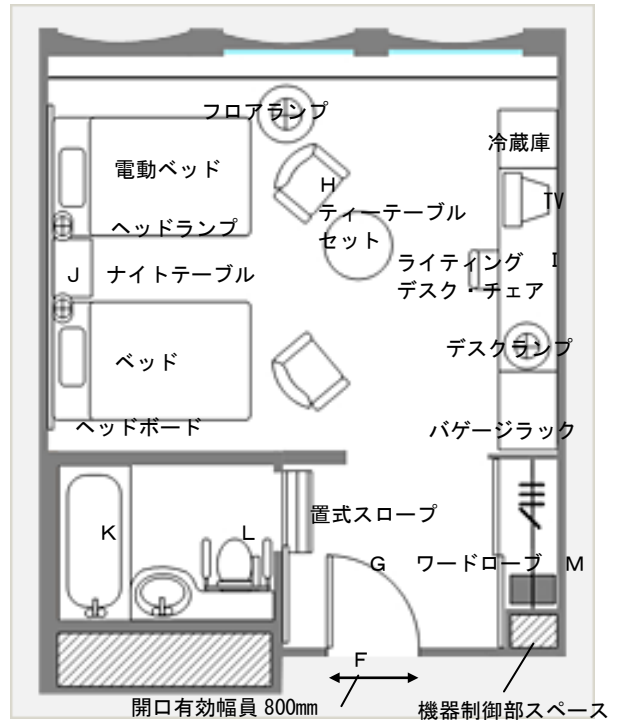 フロアランプ
冷蔵庫
電動ベッド
H
TV
ティーテーブル
セット
ヘッドランプ
ライティング
デスク・チェア
I
J
ナイトテーブル
デスクランプ
ベッド
ヘッドボード
バゲージラック
置式スロープ
K
L
G
ワードローブ
M
F
開口有効幅員 800mm
機器制御部スペース